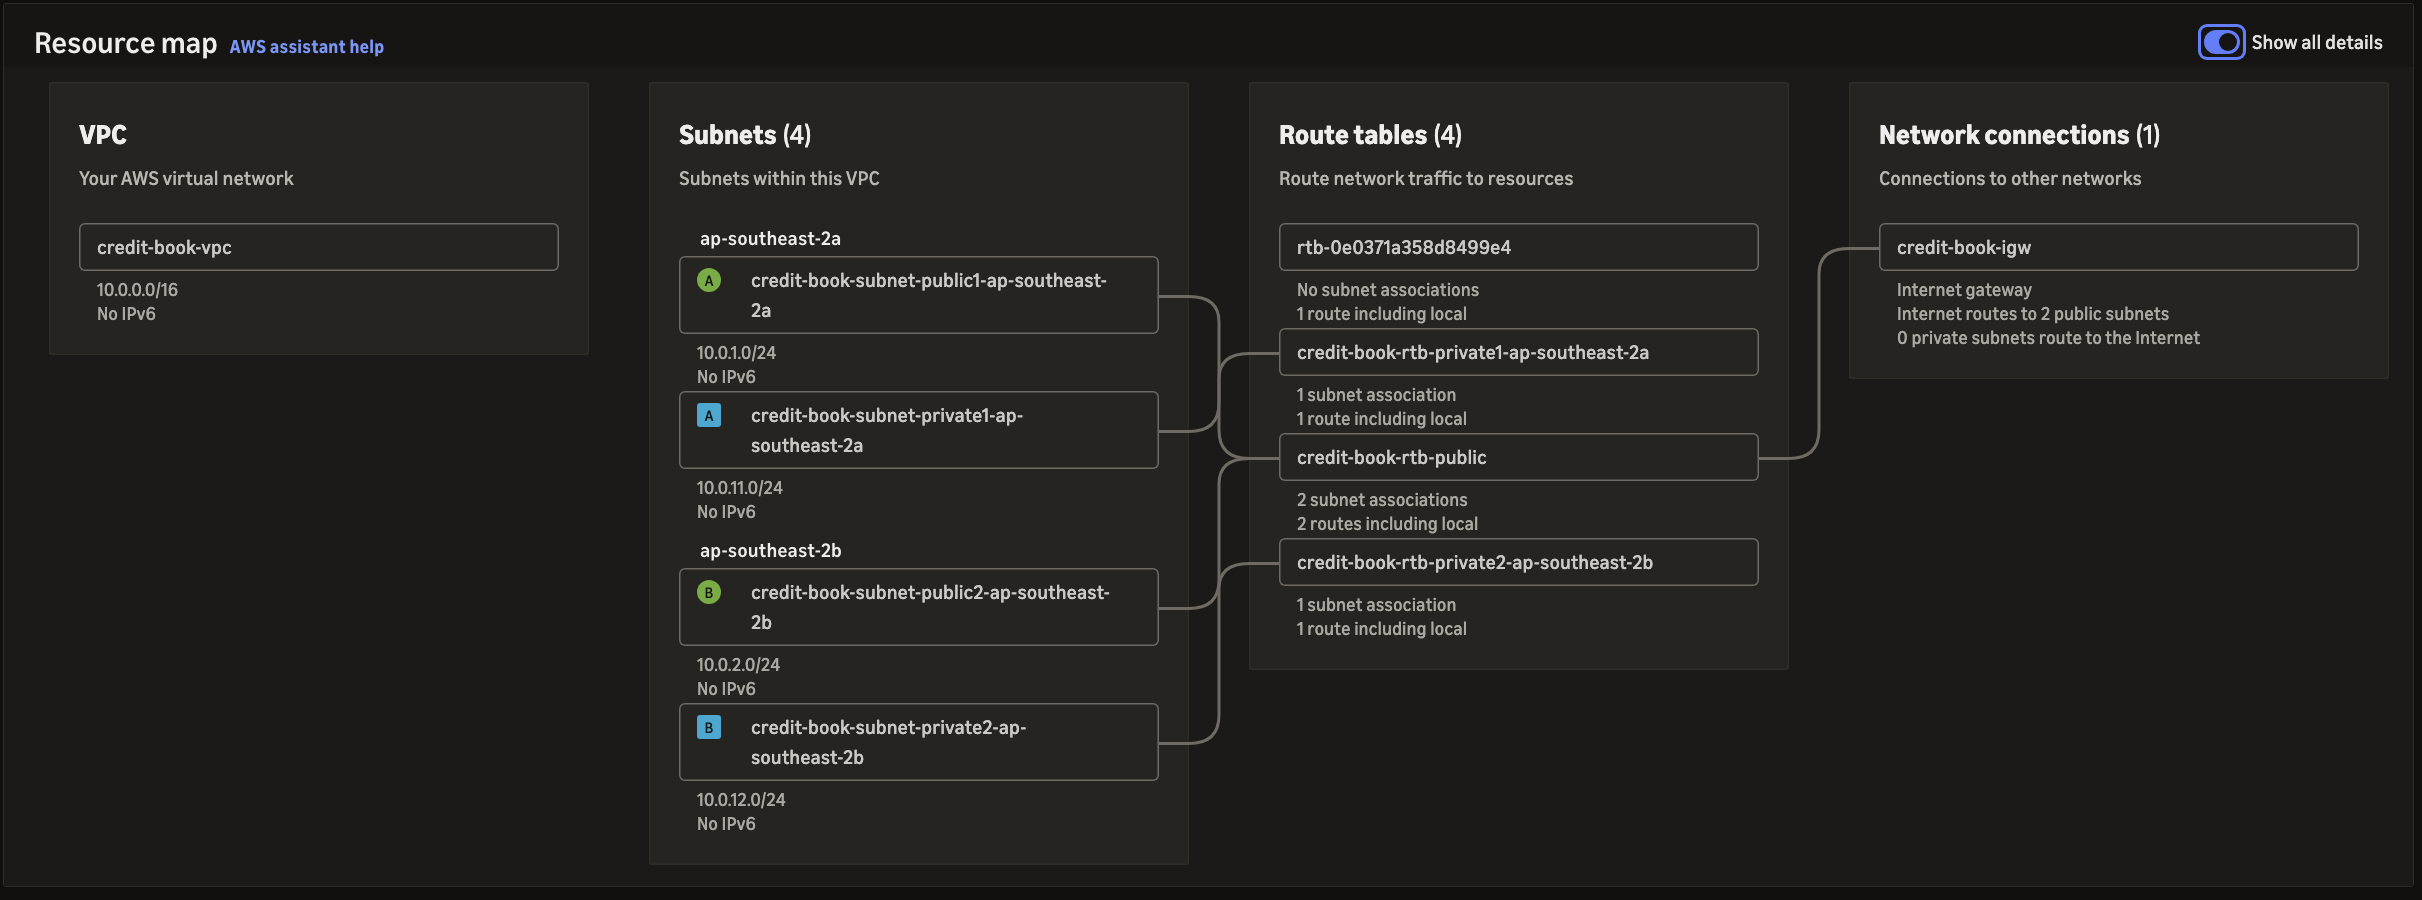 Resource map AWS assistant help
Show all details
VPC
Your AWS virtual network
credit-book-vpc
10.0.0.0/16
No IPv6
Subnets (4)
Subnets within this VPC
ap-southeast-2a
A credit-book-subnet-public1-ap-southeast-
2a
10.0.1.0/24
No IPv6
A credit-book-subnet-private1-ap-
southeast-2a
10.0.11.0/24
No IPv6
ap-southeast-2b
B credit-book-subnet-public2-ap-southeast-
2b
10.0.2.0/24
No IPv6
B credit-book-subnet-private2-ap-
southeast-2b
10.0.12.0/24
No IPv6
Route tables (4)
Route network traffic to resources
rtb-0e0371a358d8499e4
No subnet associations
1 route including local
credit-book-rtb-private1-ap-southeast-2a
1 subnet association
1 route including local
credit-book-rtb-public
2 subnet associations
2 routes including local
credit-book-rtb-private2-ap-southeast-2b
1 subnet association
1 route including local
Network connections (1)
Connections to other networks
credit-book-igw
Internet gateway
Internet routes to 2 public subnets
0 private subnets route to the Internet